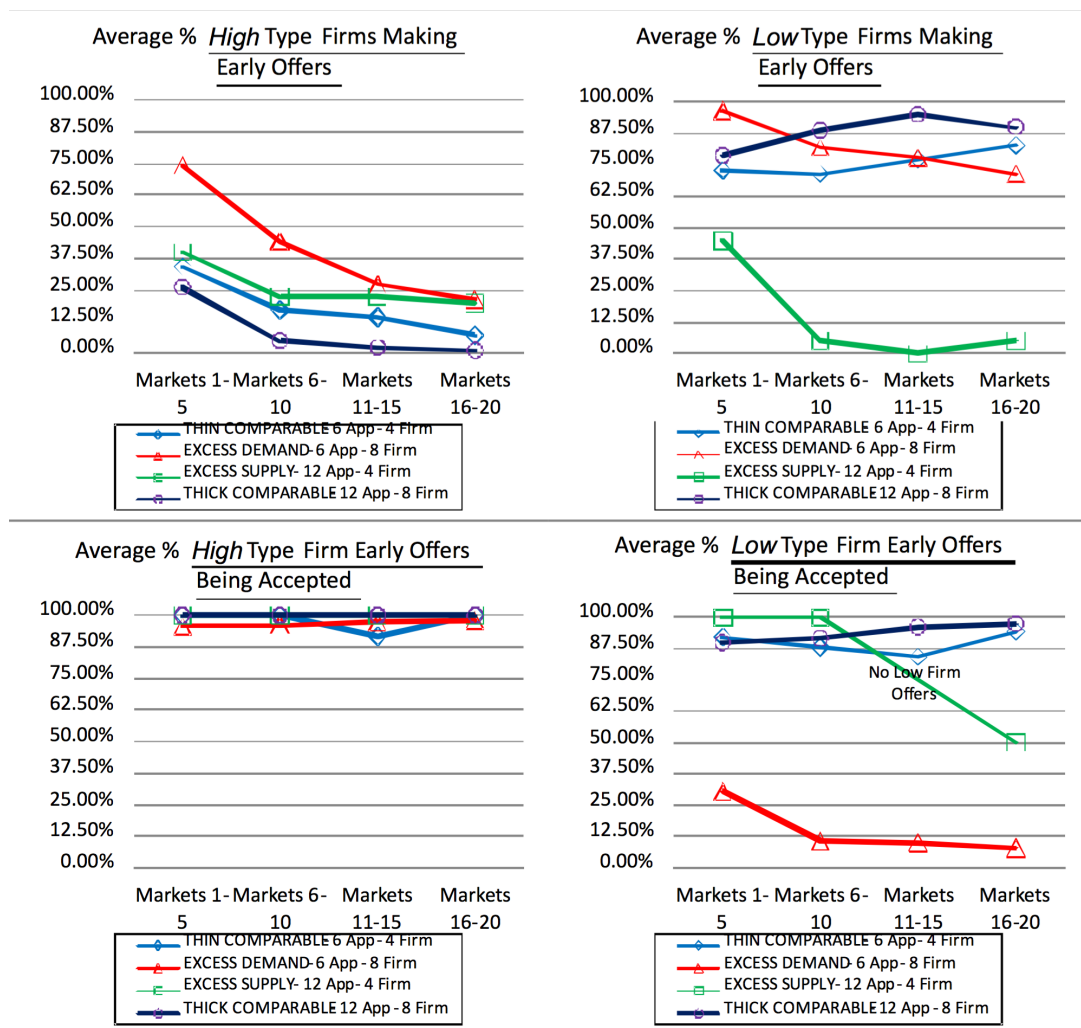 Average % High Type Firms Making
Early Offers
100.00%
87.50%
75.00%
62.50%
50.00%
37.50%
25.00%
12.50%
0.00%
Markets 1- Markets 6- Markets Markets
5 10 11-15 16-20
THIN COMPARABLE 6 App - 4 Firm
EXCESS DEMAND- 6 App - 8 Firm
EXCESS SUPPLY- 12 App - 4 Firm
THICK COMPARABLE 12 App - 8 Firm
Average % Low Type Firms Making
Early Offers
100.00%
87.50%
75.00%
62.50%
50.00%
37.50%
25.00%
12.50%
0.00%
Markets 1- Markets 6- Markets Markets
5 10 11-15 16-20
THIN COMPARABLE 6 App - 4 Firm
EXCESS DEMAND- 6 App - 8 Firm
EXCESS SUPPLY- 12 App - 4 Firm
THICK COMPARABLE 12 App - 8 Firm
Average % High Type Firm Early Offers
Being Accepted
100.00%
87.50%
75.00%
62.50%
50.00%
37.50%
25.00%
12.50%
0.00%
Markets 1- Markets 6- Markets Markets
5 10 11-15 16-20
THIN COMPARABLE 6 App - 4 Firm
EXCESS DEMAND- 6 App - 8 Firm
EXCESS SUPPLY- 12 App - 4 Firm
THICK COMPARABLE 12 App - 8 Firm
Average % Low Type Firm Early Offers
Being Accepted
100.00%
87.50%
75.00%
62.50%
50.00%
37.50%
25.00%
12.50%
0.00%
No Low Firm
Offers
Markets 1- Markets 6- Markets Markets
5 10 11-15 16-20
THIN COMPARABLE 6 App - 4 Firm
EXCESS DEMAND- 6 App - 8 Firm
EXCESS SUPPLY- 12 App - 4 Firm
THICK COMPARABLE 12 App - 8 Firm